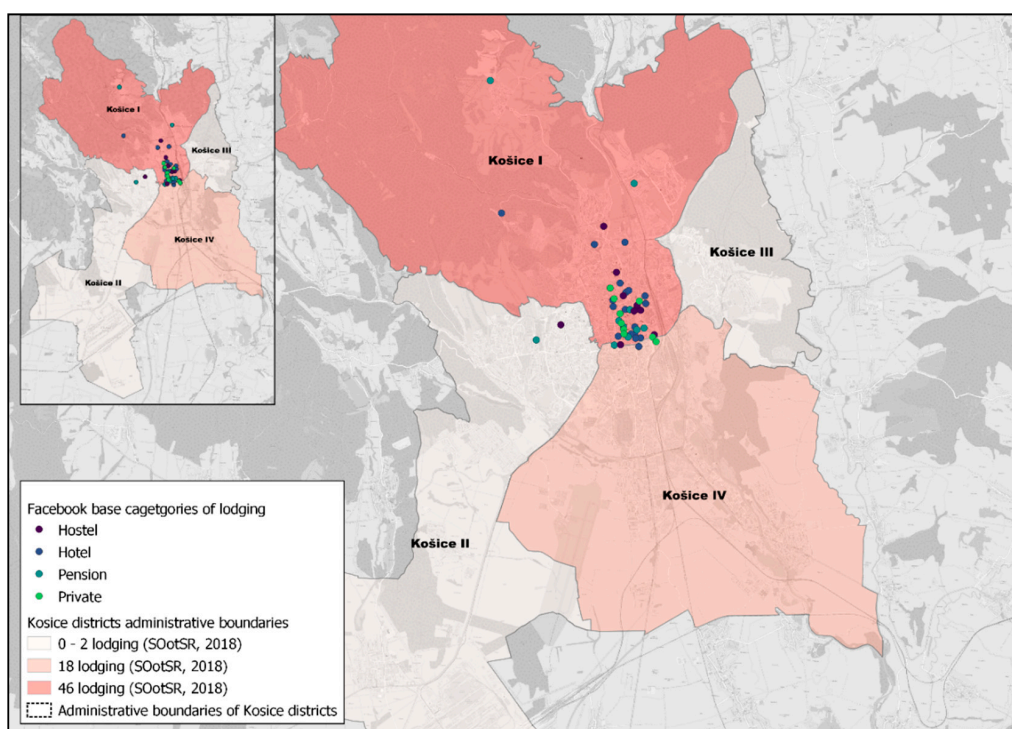 Košice I
Košice III
Košice IV
Košice II
Košice I
Košice III
Košice IV
Košice II
Facebook base cagetgories of lodging
Hostel
Hotel
Pension
Private
Kosice districts administrative boundaries
0 - 2 lodging (SOotSR, 2018)
18 lodging (SOotSR, 2018)
46 lodging (SOotSR, 2018)
Administrative boundaries of Kosice districts